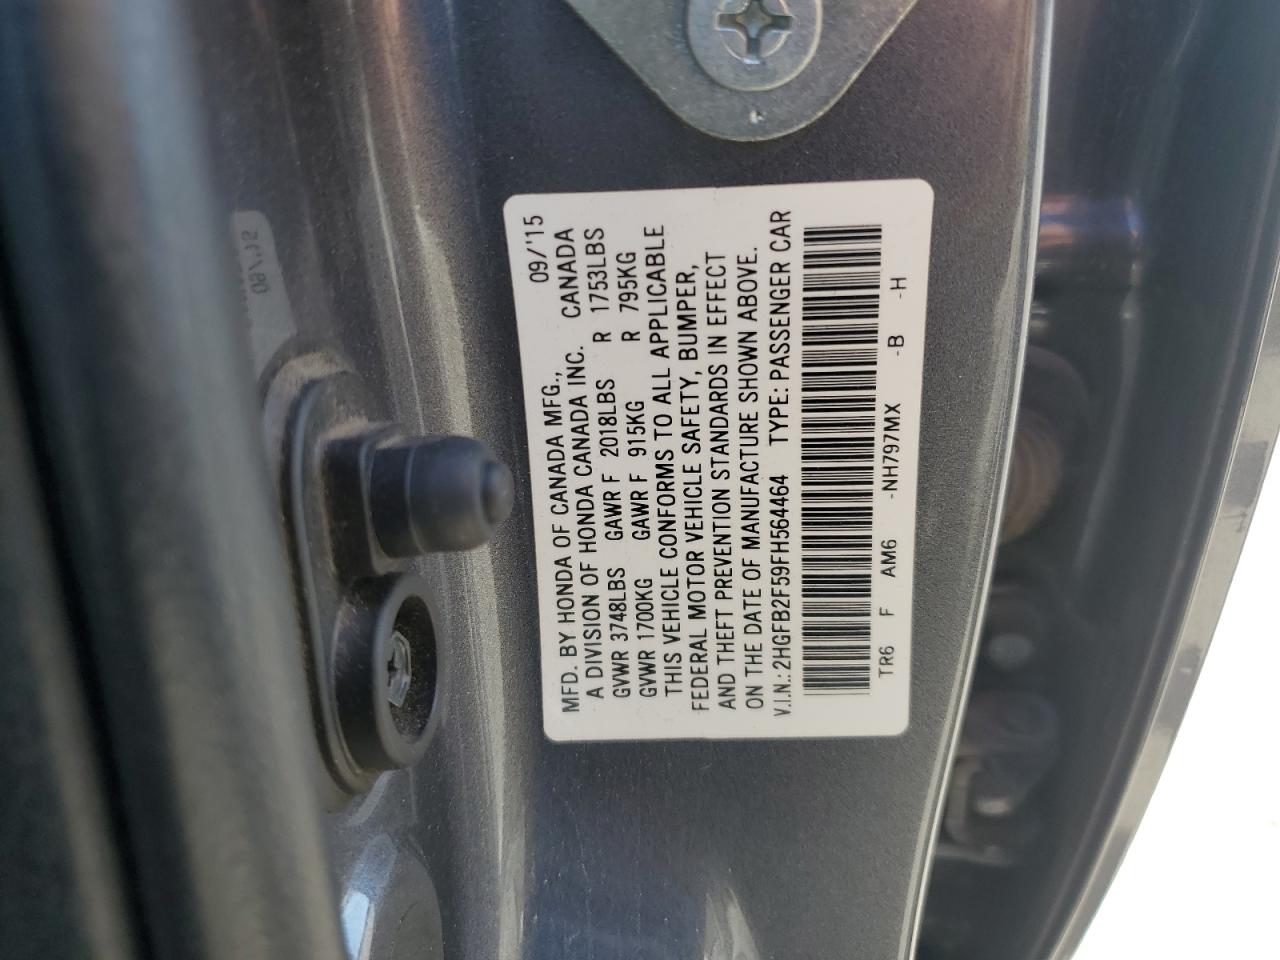 09/'15
MFD. BY HONDA OF CANADA MFG.,
A DIVISION OF HONDA CANADA INC. CANADA
GVWR 3748LBS GAWR F 2018LBS R 1753LBS
GVWR 1700KG GAWR F 915KG R 795KG
THIS VEHICLE CONFORMS TO ALL APPLICABLE
FEDERAL MOTOR VEHICLE SAFETY, BUMPER,
AND THEFT PREVENTION STANDARDS IN EFFECT
ON THE DATE OF MANUFACTURE SHOWN ABOVE.
V.I.N.: 2HGFB2F59FH564464 TYPE: PASSENGER CAR
TR6 F AM6 -NH797MX -B -H